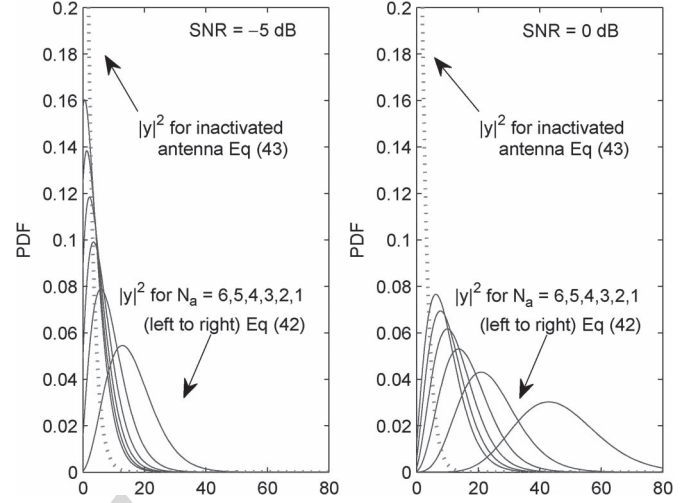 SNR = −5 dB
|y|² for inactivated
antenna Eq (43)
|y|² for Nₐ = 6,5,4,3,2,1
(left to right) Eq (42)
PDF
0.2
0.18
0.16
0.14
0.12
0.1
0.08
0.06
0.04
0.02
0
0 20 40 60 80
SNR = 0 dB
|y|² for inactivated
antenna Eq (43)
|y|² for Nₐ = 6,5,4,3,2,1
(left to right) Eq (42)
PDF
0.2
0.18
0.16
0.14
0.12
0.1
0.08
0.06
0.04
0.02
0
0 20 40 60 80